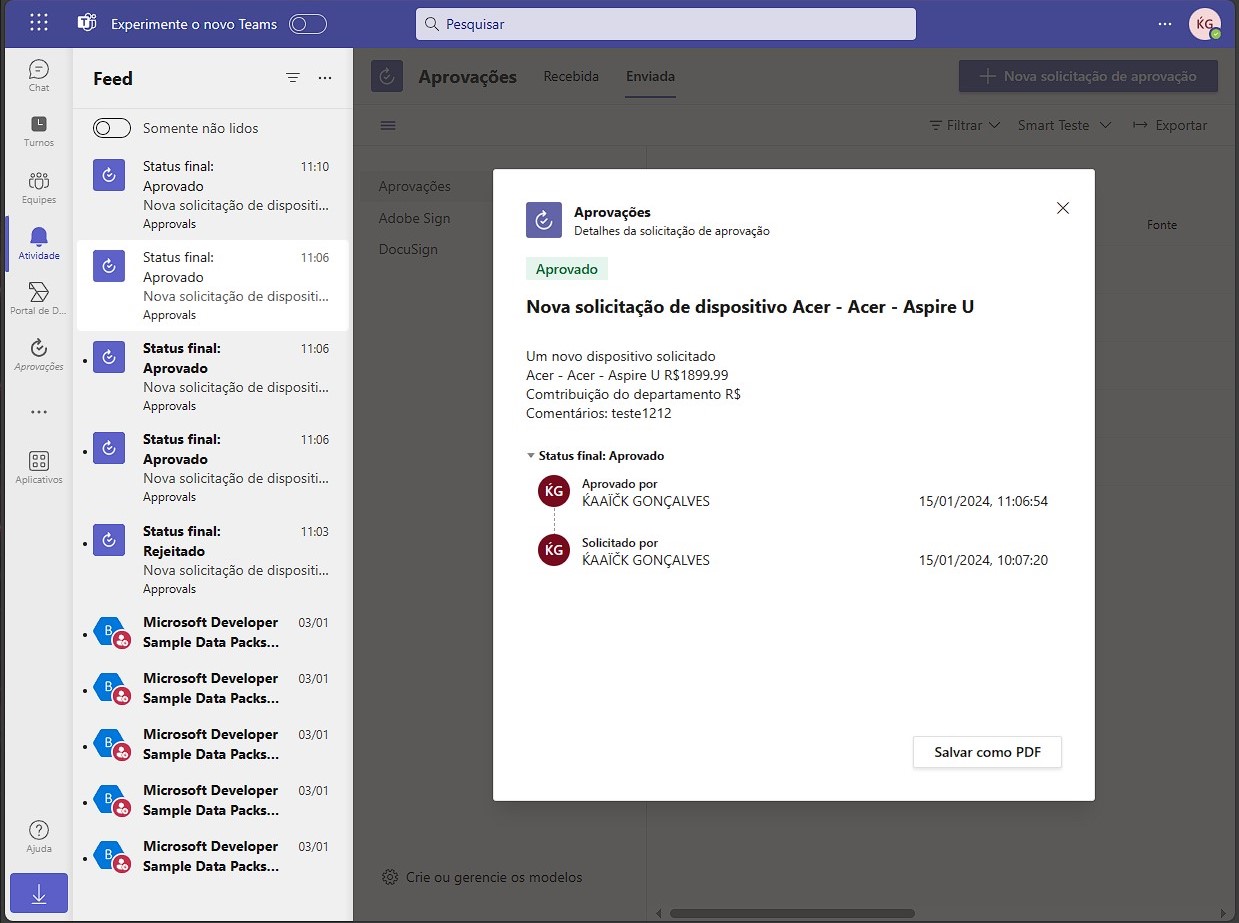 Experimente o novo Teams
Pesquisar
ḰG
Chat
Turnos
Equipes
Atividade
Portal de D...
Aprovações
Aplicativos
Ajuda
Feed
Somente não lidos
Status final: 11:10
Aprovado
Nova solicitação de dispositi...
Approvals
Status final: 11:06
Aprovado
Nova solicitação de dispositi...
Approvals
Status final: 11:06
Aprovado
Nova solicitação de dispositi...
Approvals
Status final: 11:06
Aprovado
Nova solicitação de dispositi...
Approvals
Status final: 11:03
Rejeitado
Nova solicitação de dispositi...
Approvals
B
Microsoft Developer 03/01
Sample Data Packs...
B
Microsoft Developer 03/01
Sample Data Packs...
B
Microsoft Developer 03/01
Sample Data Packs...
B
Microsoft Developer 03/01
Sample Data Packs...
B
Microsoft Developer 03/01
Sample Data Packs...
Aprovações Recebida Enviada
Nova solicitação de aprovação
Filtrar Smart Teste Exportar
Aprovações
Adobe Sign
DocuSign
Fonte
Crie ou gerencie os modelos
Aprovações
Detalhes da solicitação de aprovação
Aprovado
Nova solicitação de dispositivo Acer - Acer - Aspire U
Um novo dispositivo solicitado
Acer - Acer - Aspire U R$1899.99
Comtribuição do departamento R$
Comentários: teste1212
Status final: Aprovado
ḰG
Aprovado por
ḰAAÏČK GONÇALVES 15/01/2024, 11:06:54
ḰG
Solicitado por
ḰAAÏČK GONÇALVES 15/01/2024, 10:07:20
Salvar como PDF